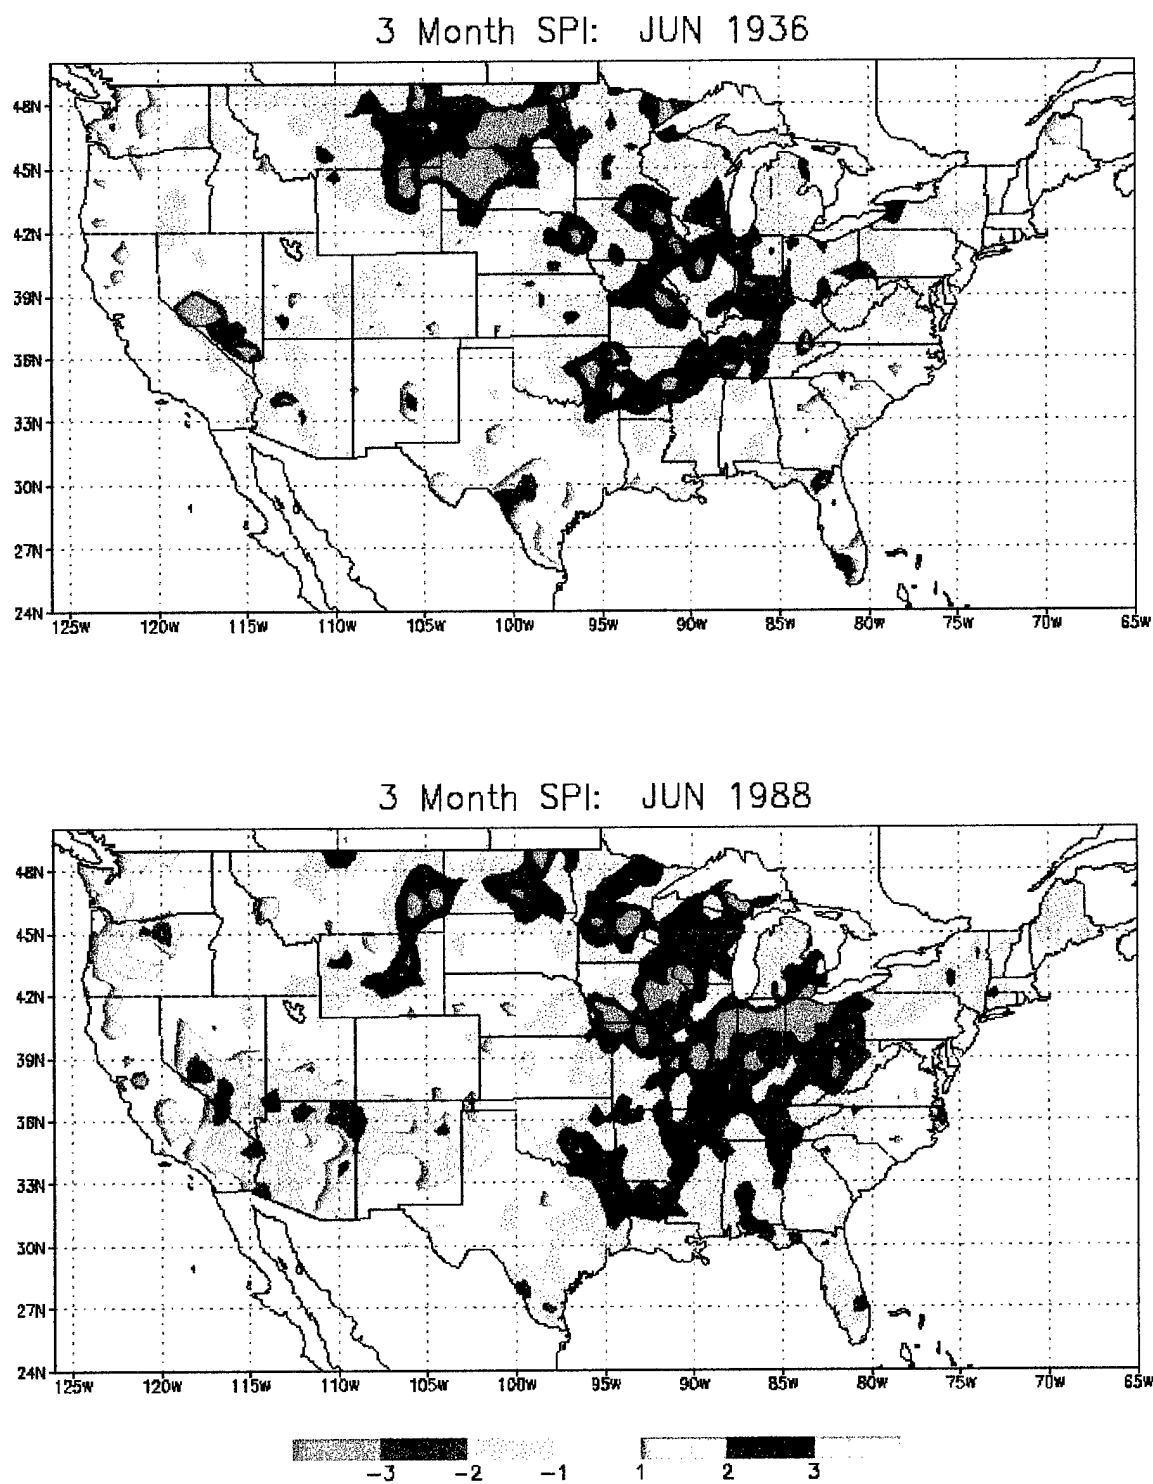 3 Month SPI: JUN 1936
48N
45N
42N
39N
36N
33N
30N
27N
24N
125W 120W 115W 110W 105W 100W 95W 90W 85W 80W 75W 70W 65W
3 Month SPI: JUN 1988
48N
45N
42N
39N
36N
33N
30N
27N
24N
125W 120W 115W 110W 105W 100W 95W 90W 85W 80W 75W 70W 65W
-3 -2 -1 1 2 3